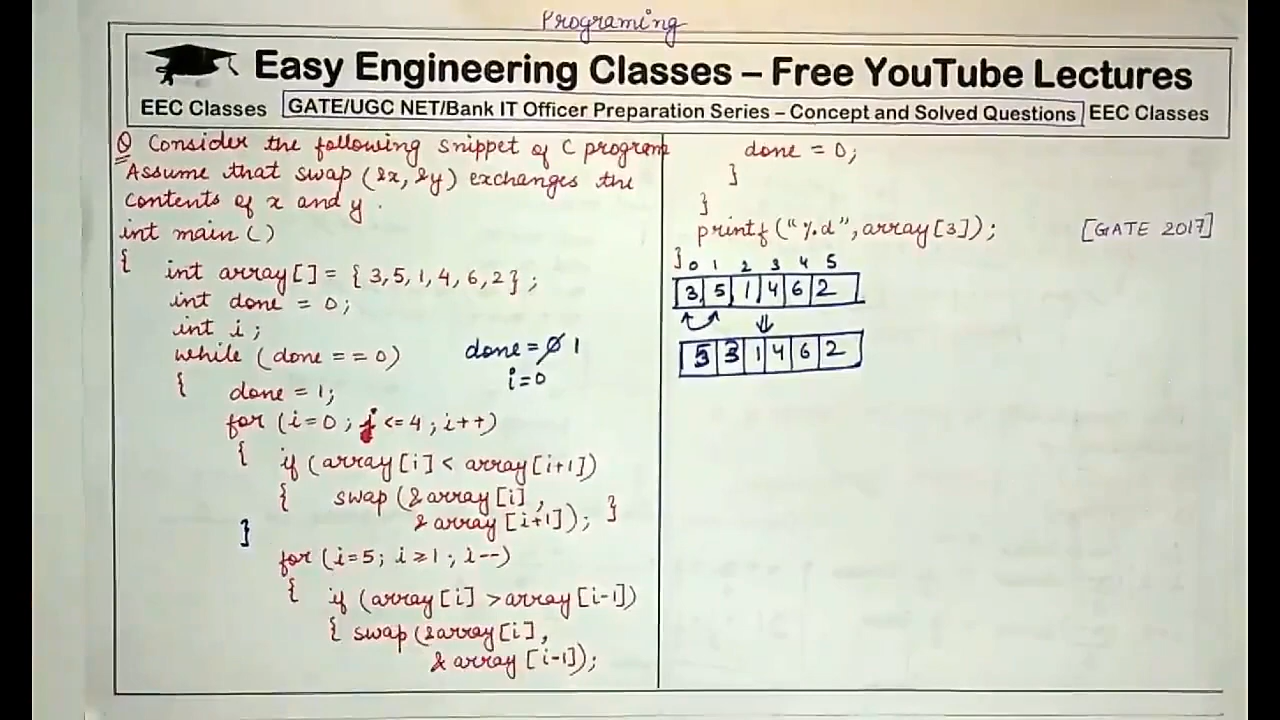 Programing
Easy Engineering Classes – Free YouTube Lectures
EEC Classes GATE/UGC NET/Bank IT Officer Preparation Series – Concept and Solved Questions EEC Classes
Q Consider the following snippet of C program
Assume that swap (&x, &y) exchanges the
contents of x and y.
int main ( )
{ int array[] = { 3, 5, 1, 4, 6, 2 } ;
int done = 0;
int i ;
while (done == 0)
{ done = 1;
for (i=0 ; i <= 4 ; i++)
{ if (array[i] < array[i+1])
{ swap (&array[i] ,
& array [i+1]); }
}
for (i=5; i ≥ 1 ; i--)
{ if (array[i] > array[i-1])
{ swap (&array[i] ,
& array [i-1]);
done = 0 1
i = 0
done = 0;
}
}
printf ("%d", array[3]); [GATE 2017]
}
0 1 2 3 4 5
3 5 1 4 6 2
⇓
5 3 1 4 6 2